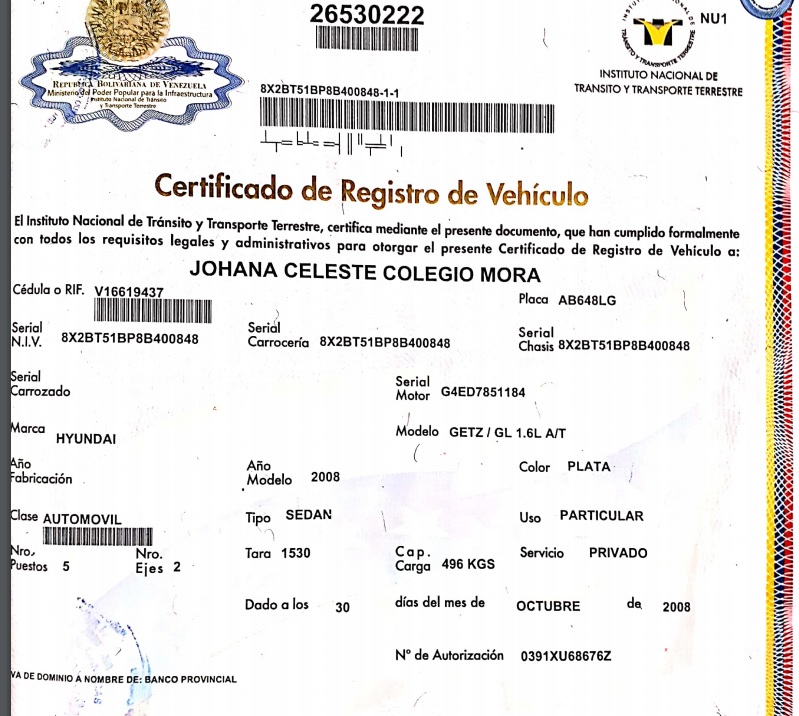 26530222
NU1
REPÚBLICA BOLIVARIANA DE VENEZUELA
Ministerio del Poder Popular para la Infraestructura
Instituto Nacional de Tránsito
y Transporte Terrestre
INSTITUTO NACIONAL DE
TRANSITO Y TRANSPORTE TERRESTRE
8X2BT51BP8B400848-1-1
Certificado de Registro de Vehículo
El Instituto Nacional de Tránsito y Transporte Terrestre, certifica mediante el presente documento, que han cumplido formalmente
con todos los requisitos legales y administrativos para otorgar el presente Certificado de Registro de Vehículo a:
JOHANA CELESTE COLEGIO MORA
Cédula o RIF. V16619437
Placa AB648LG
Serial N.I.V. 8X2BT51BP8B400848
Serial Carrocería 8X2BT51BP8B400848
Serial Chasis 8X2BT51BP8B400848
Serial Carrozado
Serial Motor G4ED7851184
Marca HYUNDAI
Modelo GETZ / GL 1.6L A/T
Año Fabricación
Año Modelo 2008
Color PLATA
Clase AUTOMOVIL
Tipo SEDAN
Uso PARTICULAR
Nro. Puestos 5
Nro. Ejes 2
Tara 1530
Cap. Carga 496 KGS
Servicio PRIVADO
Dado a los 30 días del mes de OCTUBRE de 2008
N° de Autorización 0391XU68676Z
VA DE DOMINIO A NOMBRE DE: BANCO PROVINCIAL